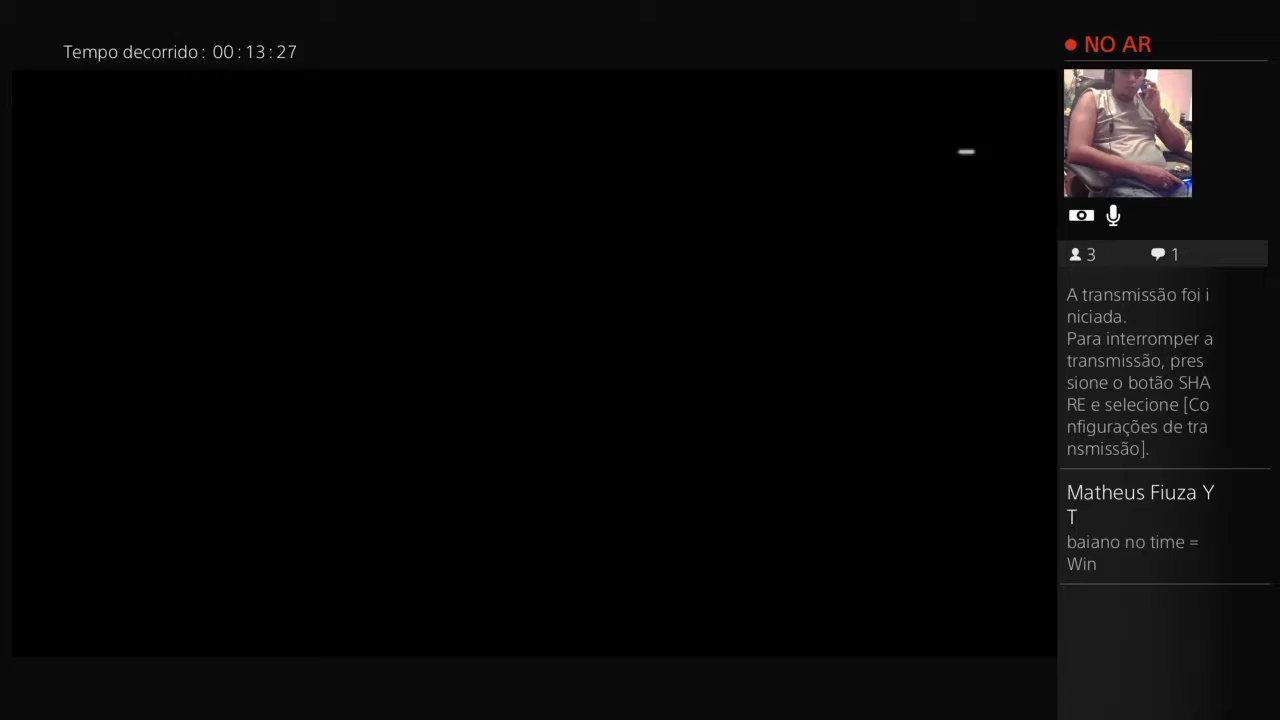 Tempo decorrido: 00:13:27
NO AR
3
1
A transmissão foi i
niciada.
Para interromper a
transmissão, pres
sione o botão SHA
RE e selecione [Co
nfigurações de tra
nsmissão].
Matheus Fiuza Y
T
baiano no time =
Win